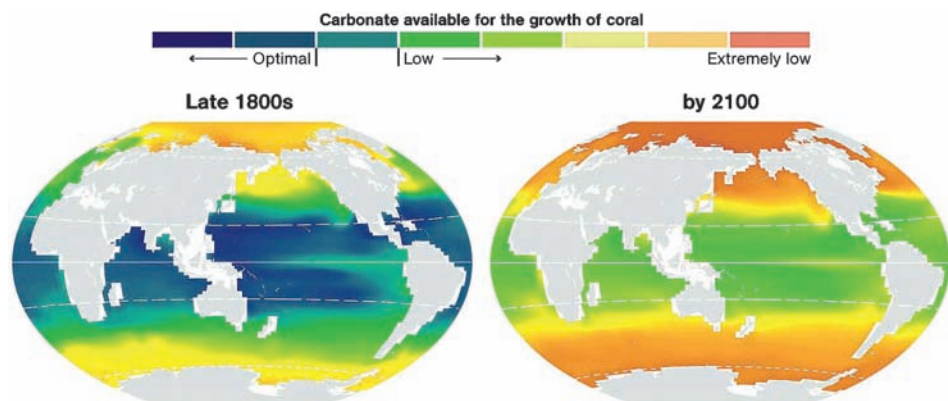 Carbonate available for the growth of coral
Optimal Low Extremely low
Late 1800s by 2100